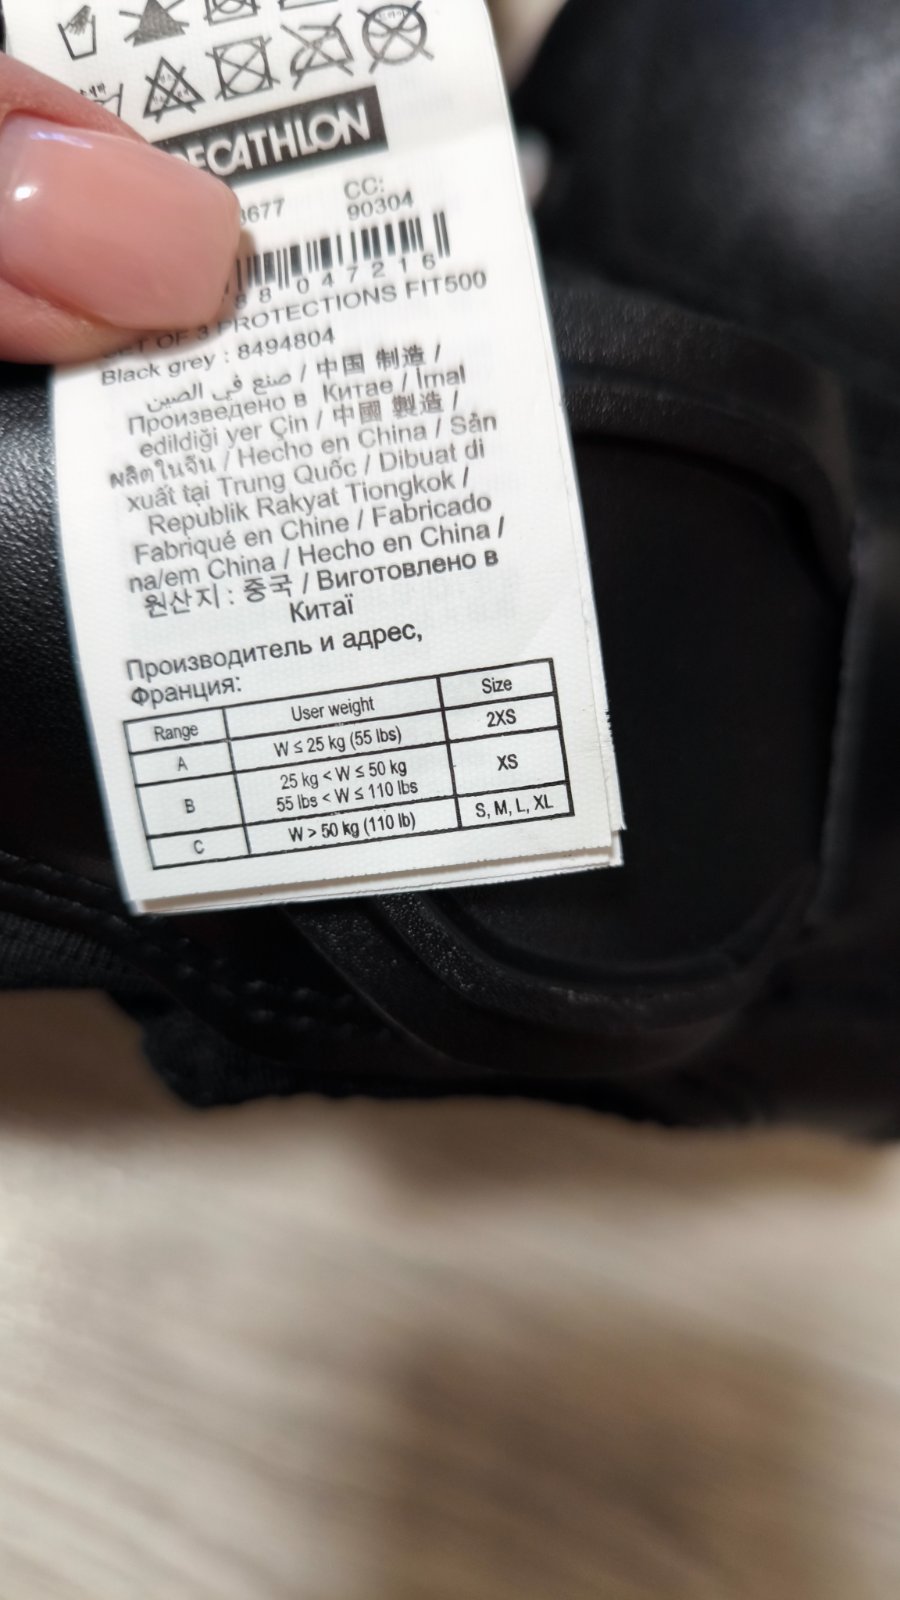 DECATHLON
CC:
3677 90304
88 047216
SET OF 3 PROTECTIONS FIT500
Black grey : 8494804
صنع في الصين / 中国 制造 /
Произведено в Китае / İmal
edildiği yer Çin / 中國 製造 /
ผลิตในจีน / Hecho en China / Sản
xuất tại Trung Quốc / Dibuat di
Republik Rakyat Tiongkok /
Fabriqué en Chine / Fabricado
na/em China / Hecho en China /
원산지 : 중국 / Виготовлено в
Китаї
Производитель и адрес,
Франция:
Range User weight Size
A W ≤ 25 kg (55 lbs) 2XS
B 25 kg < W ≤ 50 kg XS
55 lbs < W ≤ 110 lbs
C W > 50 kg (110 lb) S, M, L, XL